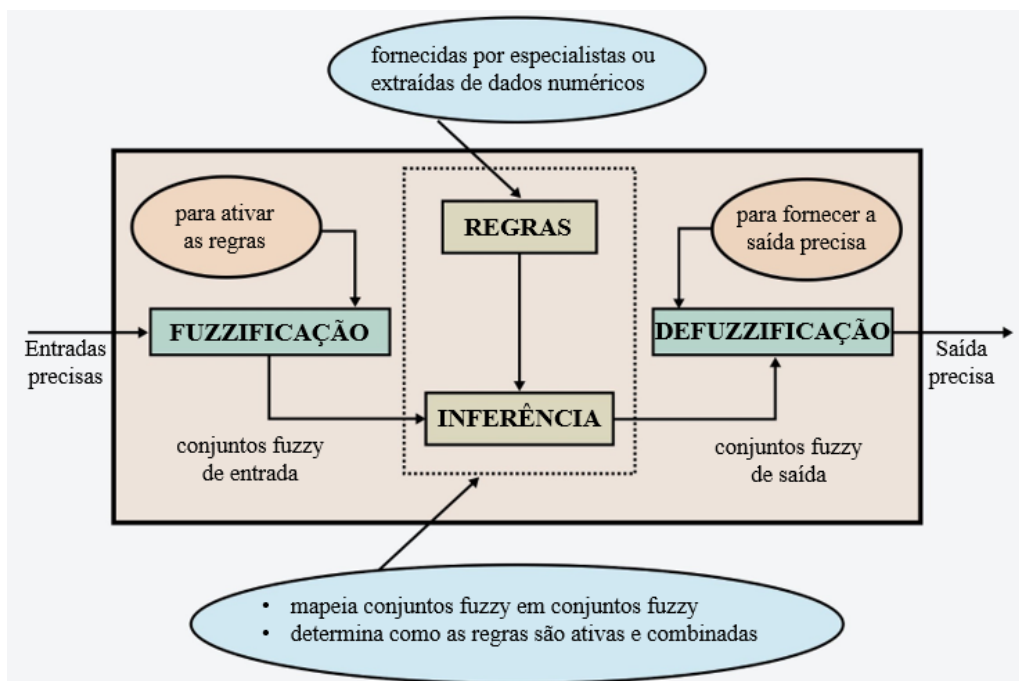 fornecidas por especialistas ou
extraídas de dados numéricos
para ativar
as regras
REGRAS
para fornecer a
saída precisa
Entradas
precisas
FUZZIFICAÇÃO
DEFUZZIFICAÇÃO
Saída
precisa
INFERÊNCIA
conjuntos fuzzy
de entrada
conjuntos fuzzy
de saída
• mapeia conjuntos fuzzy em conjuntos fuzzy
• determina como as regras são ativas e combinadas